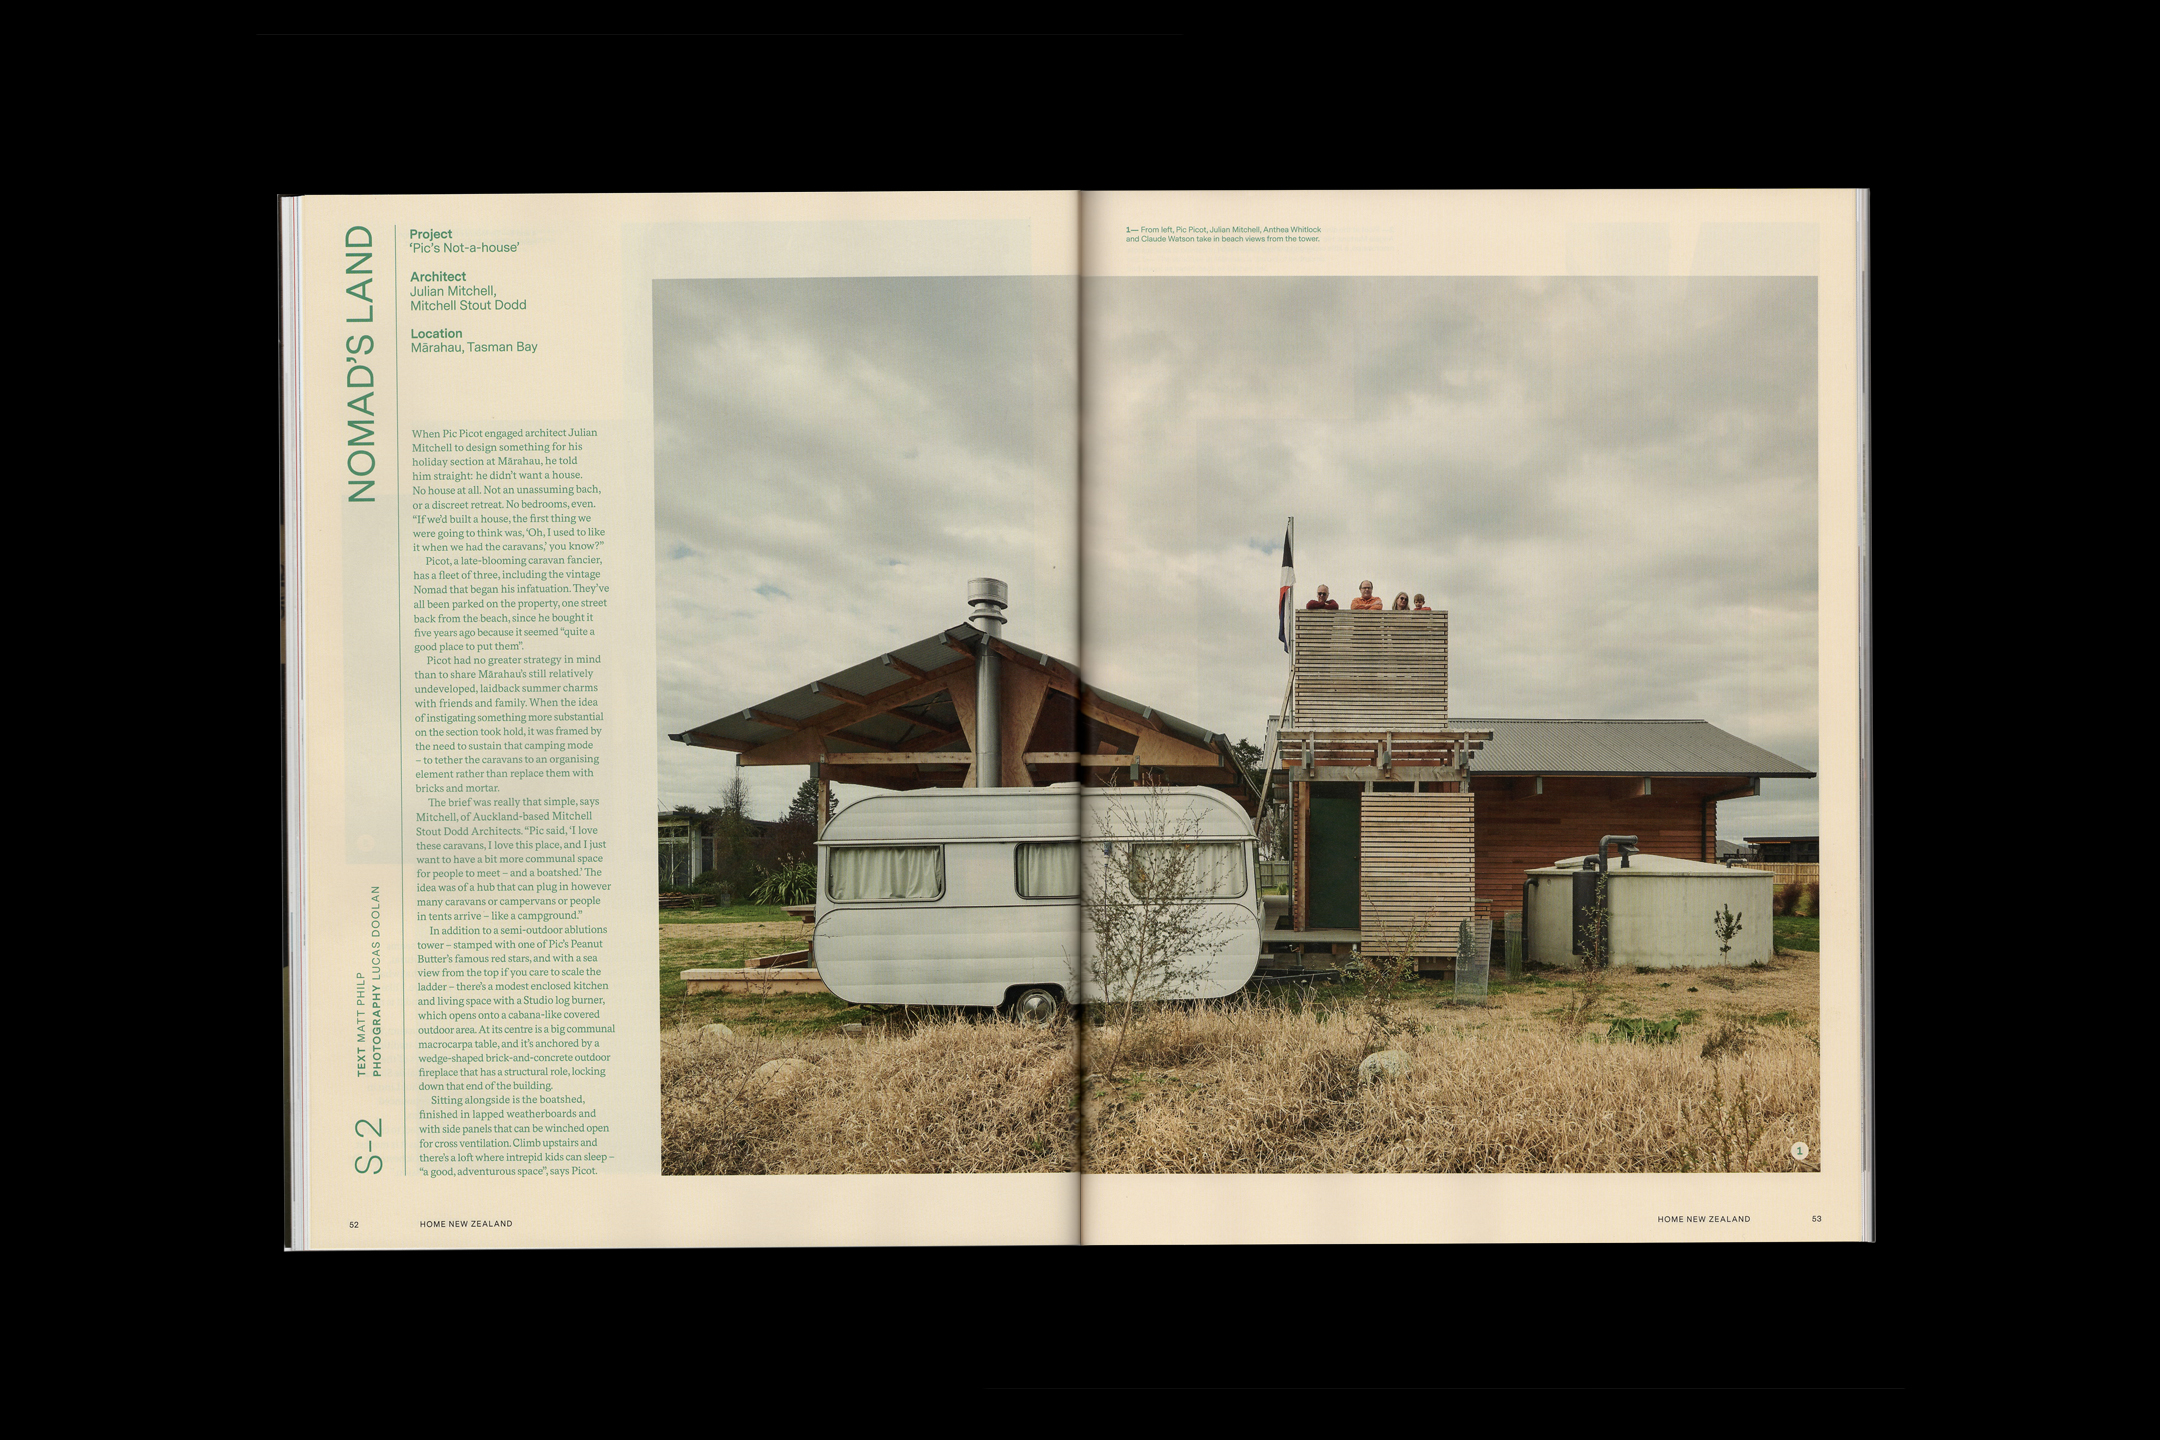 NOMAD'S LAND
Project
‘Pic’s Not-a-house’
Architect
Julian Mitchell,
Mitchell Stout Dodd
Location
Mārahau, Tasman Bay
When Pic Picot engaged architect Julian
Mitchell to design something for his
holiday section at Mārahau, he told
him straight: he didn’t want a house.
No house at all. Not an unassuming bach,
or a discreet retreat. No bedrooms, even.
“If we’d built a house, the first thing we
were going to think was, ‘Oh, I used to like
it when we had the caravans,’ you know?”
Picot, a late-blooming caravan fancier,
has a fleet of three, including the vintage
Nomad that began his infatuation. They’ve
all been parked on the property, one street
back from the beach, since he bought it
five years ago because it seemed “quite a
good place to put them”.
Picot had no greater strategy in mind
than to share Mārahau’s still relatively
undeveloped, laidback summer charms
with friends and family. When the idea
of instigating something more substantial
on the section took hold, it was framed by
the need to sustain that camping mode
– to tether the caravans to an organising
element rather than replace them with
bricks and mortar.
The brief was really that simple, says
Mitchell, of Auckland-based Mitchell
Stout Dodd Architects. “Pic said, ‘I love
these caravans, I love this place, and I just
want to have a bit more communal space
for people to meet – and a boatshed.’ The
idea was of a hub that can plug in however
many caravans or campervans or people
in tents arrive – like a campground.”
In addition to a semi-outdoor ablutions
tower – stamped with one of Pic’s Peanut
Butter’s famous red stars, and with a sea
view from the top if you care to scale the
ladder – there’s a modest enclosed kitchen
and living space with a Studio log burner,
which opens onto a cabana-like covered
outdoor area. At its centre is a big communal
macrocarpa table, and it’s anchored by a
wedge-shaped brick-and-concrete outdoor
fireplace that has a structural role, locking
down that end of the building.
Sitting alongside is the boatshed,
finished in lapped weatherboards and
with side panels that can be winched open
for cross ventilation. Climb upstairs and
there’s a loft where intrepid kids can sleep –
“a good, adventurous space”, says Picot.
TEXT MATT PHILP
PHOTOGRAPHY LUCAS DOOLAN
S-2
52
HOME NEW ZEALAND
1— From left, Pic Picot, Julian Mitchell, Anthea Whitlock
and Claude Watson take in beach views from the tower.
1
HOME NEW ZEALAND
53